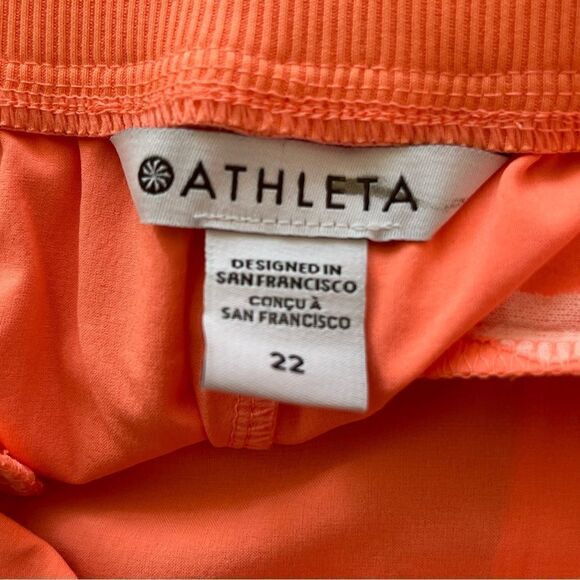 ATHLETA
DESIGNED IN
SAN FRANCISCO
CONÇU À
SAN FRANCISCO
22